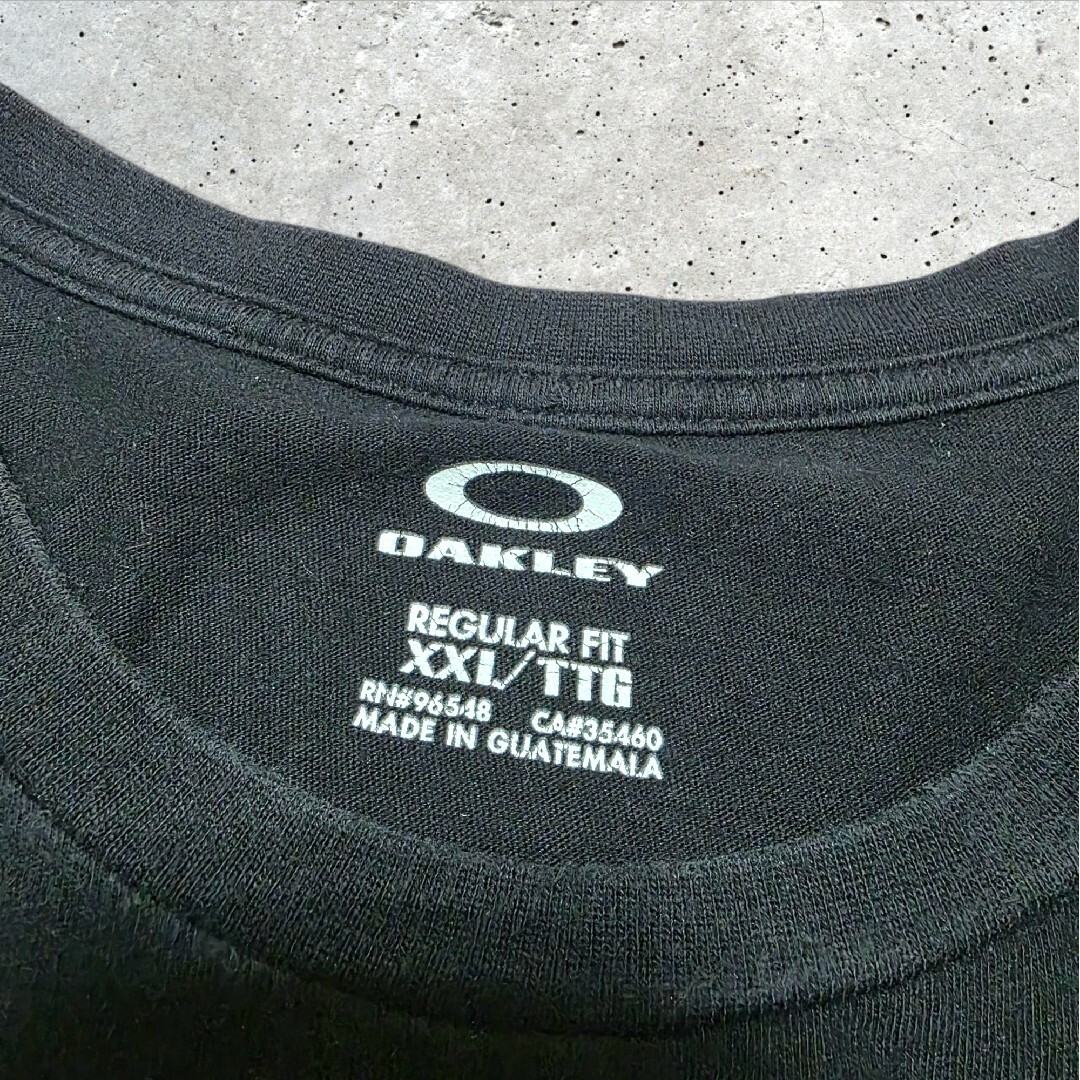 OAKLEY
REGULAR FIT
XXL/TTG
RN#96548 CA#35460
MADE IN GUATEMALA